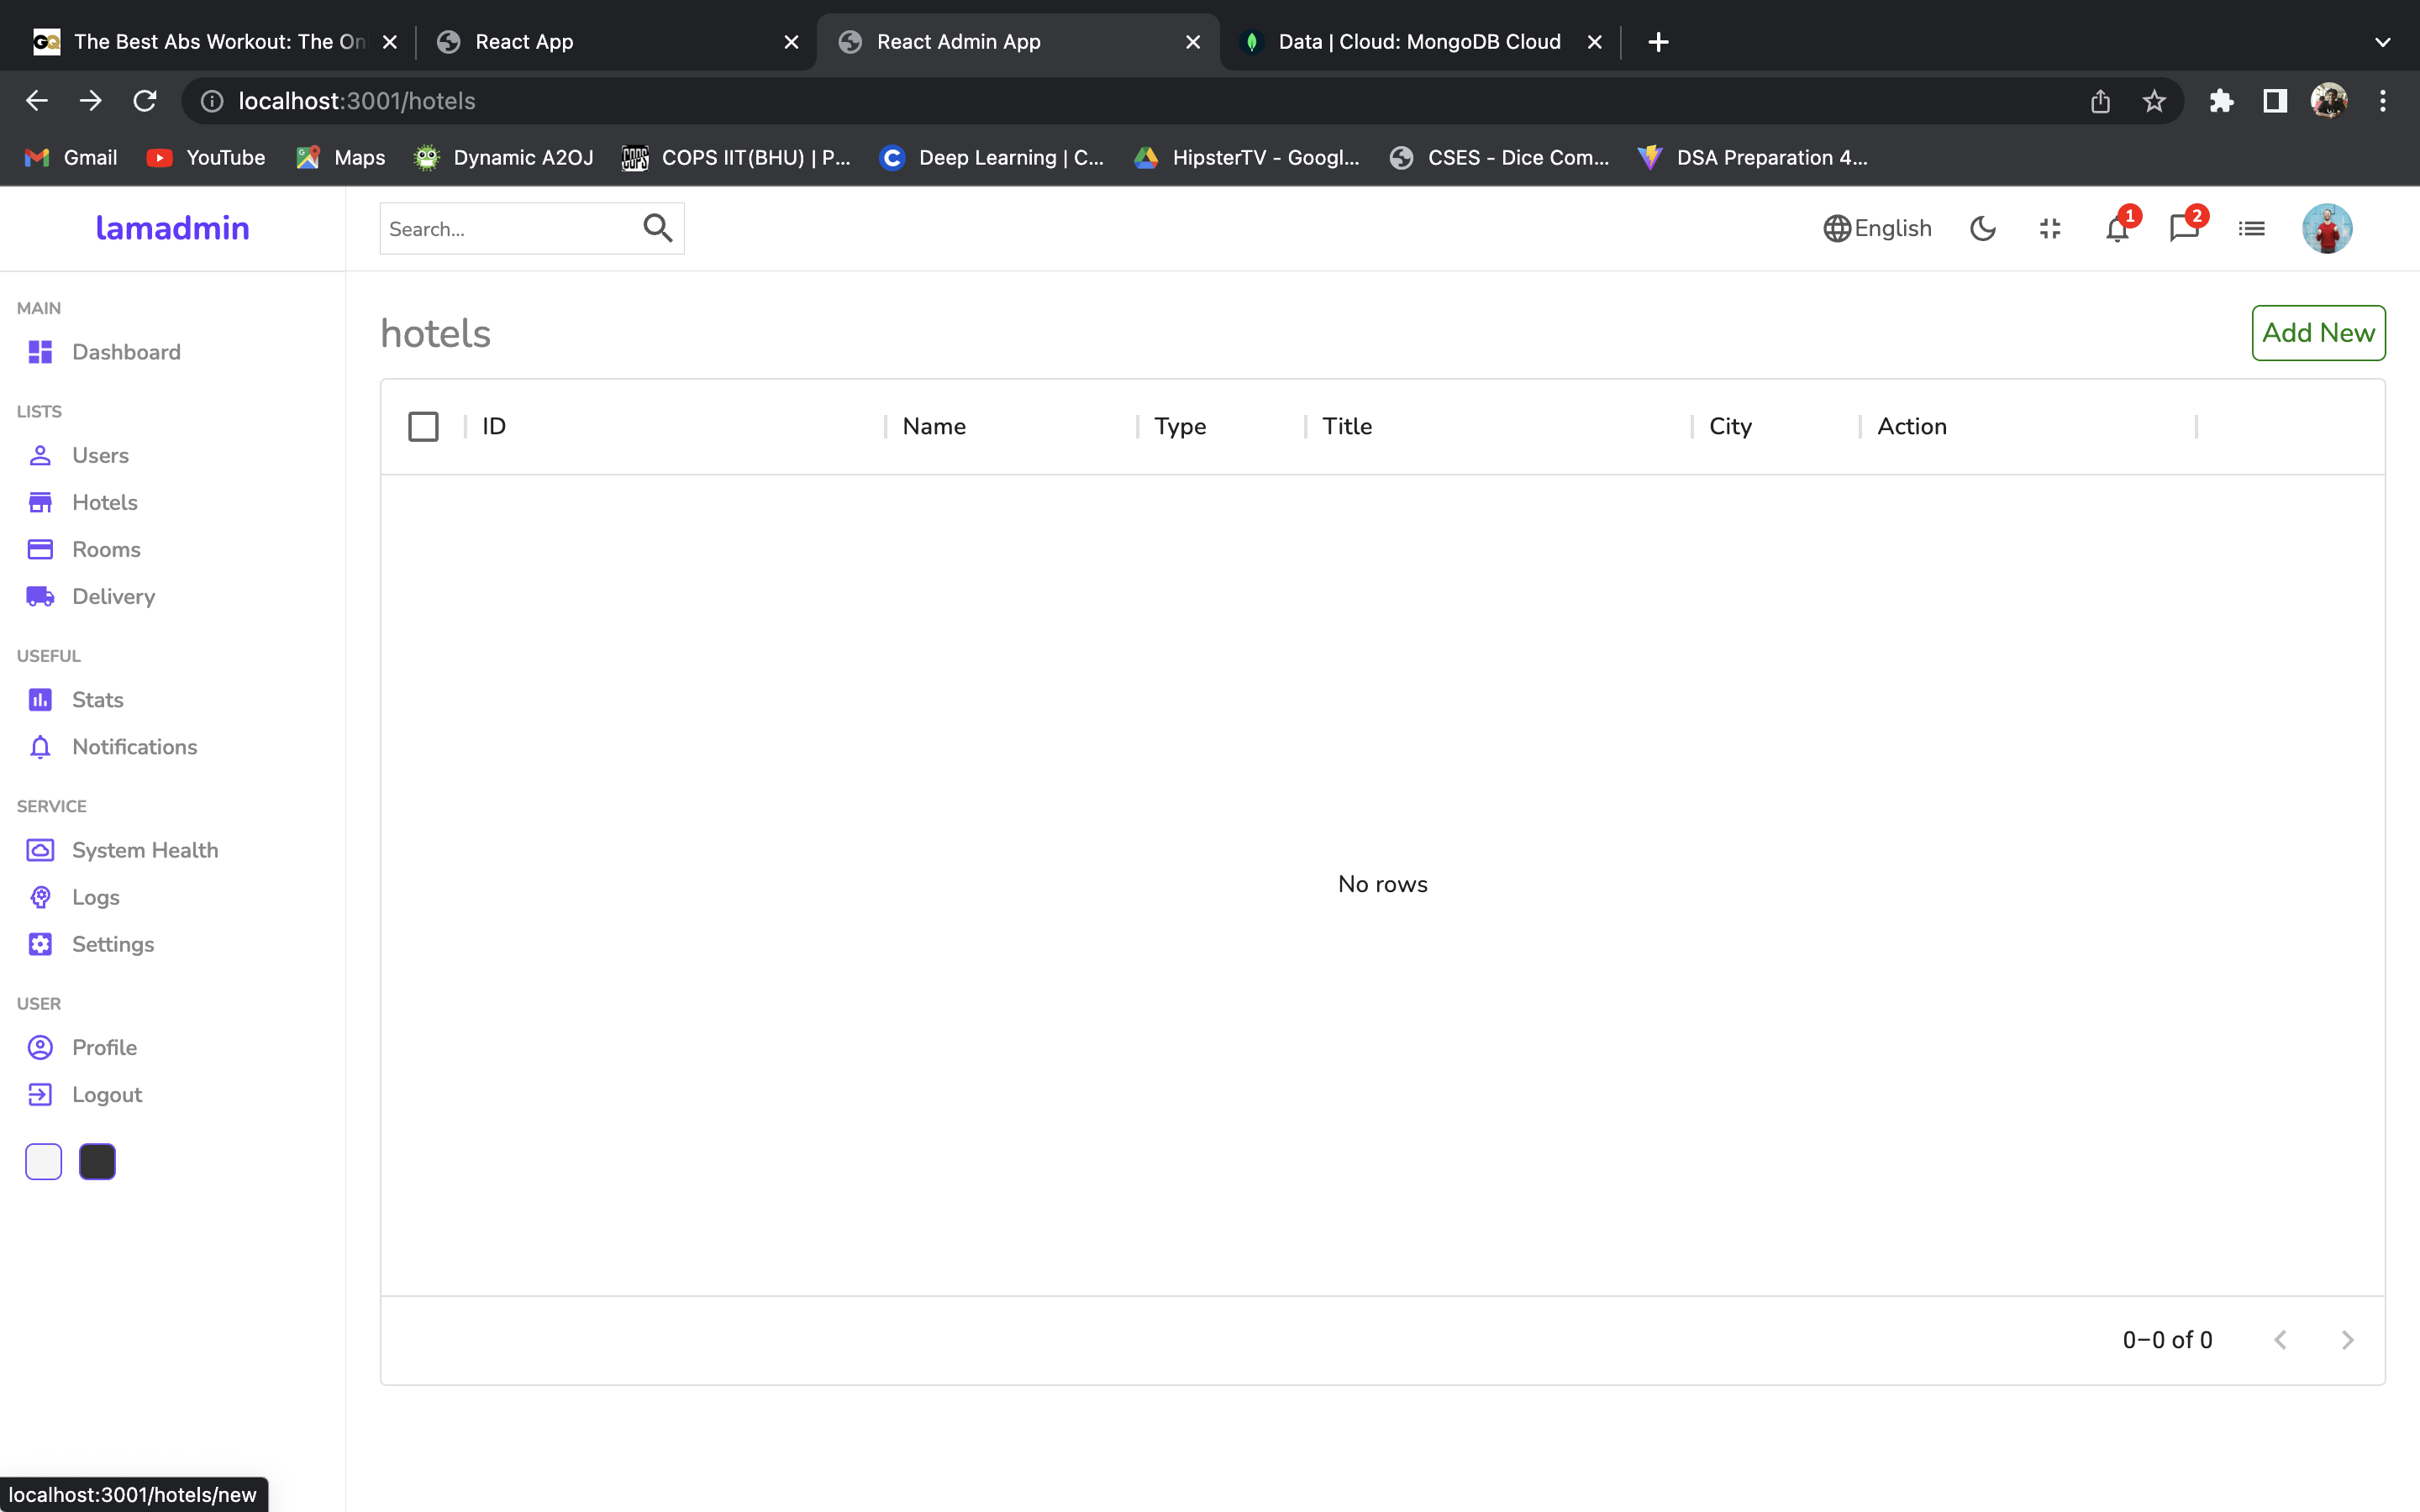 GQ The Best Abs Workout: The On
React App
React Admin App
Data | Cloud: MongoDB Cloud
localhost:3001/hotels
Gmail
YouTube
Maps
Dynamic A2OJ
COPS COPS IIT(BHU) | P...
C Deep Learning | C...
HipsterTV - Googl...
CSES - Dice Com...
DSA Preparation 4...
lamadmin
Search...
English
1
2
MAIN
Dashboard
LISTS
Users
Hotels
Rooms
Delivery
USEFUL
Stats
Notifications
SERVICE
System Health
Logs
Settings
USER
Profile
Logout
hotels
Add New
ID
Name
Type
Title
City
Action
No rows
0–0 of 0
localhost:3001/hotels/new